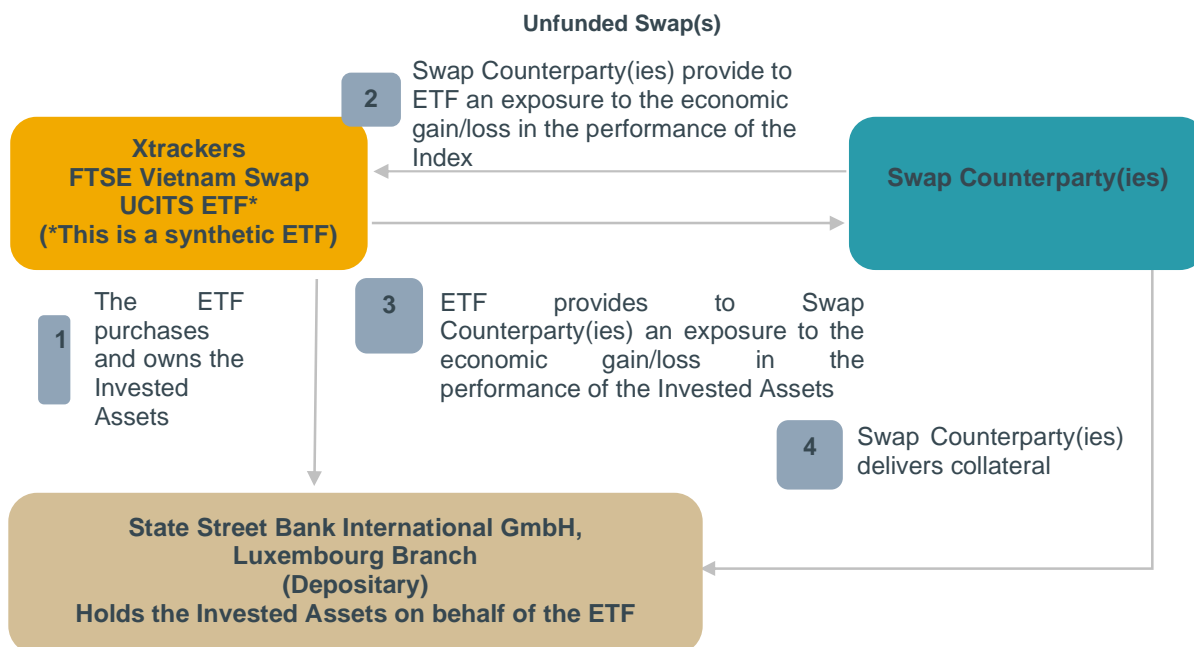 Unfunded Swap(s)
2
Swap Counterparty(ies) provide to
ETF an exposure to the economic
gain/loss in the performance of the
Index
Xtrackers
FTSE Vietnam Swap
UCITS ETF*
(*This is a synthetic ETF)
Swap Counterparty(ies)
1
The ETF
purchases
and owns the
Invested
Assets
3
ETF provides to Swap
Counterparty(ies) an exposure to the
economic gain/loss in the
performance of the Invested Assets
4
Swap Counterparty(ies)
delivers collateral
State Street Bank International GmbH,
Luxembourg Branch
(Depositary)
Holds the Invested Assets on behalf of the ETF